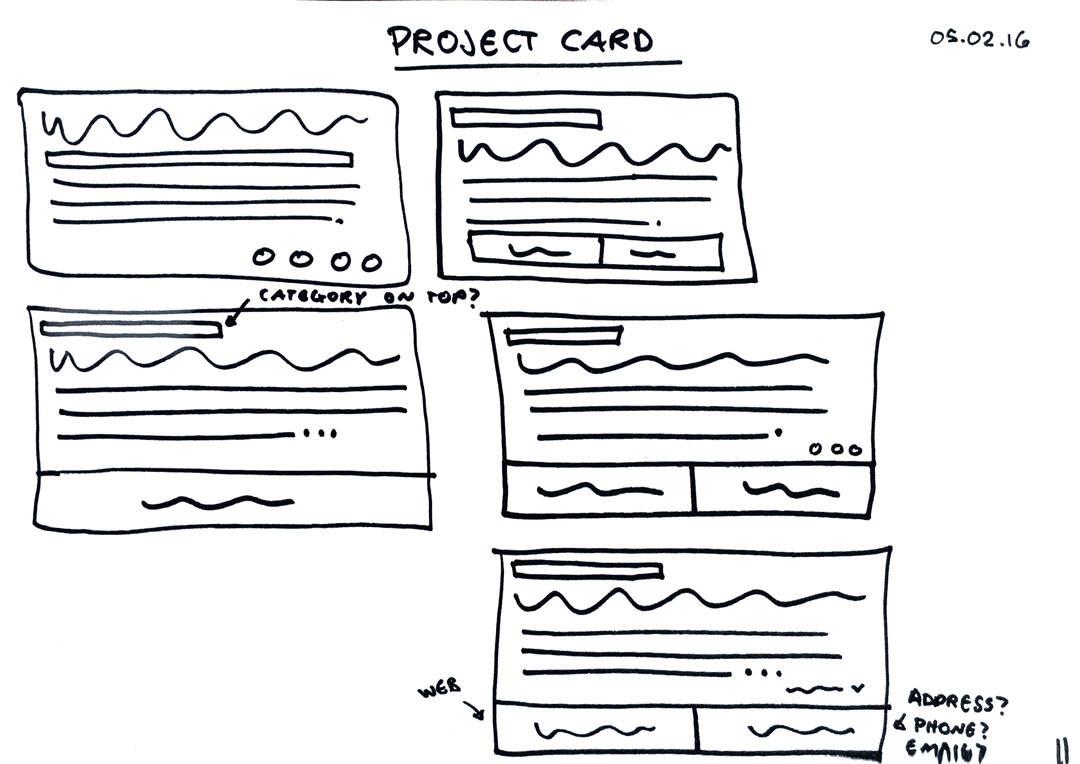 PROJECT CARD
05.02.16
CATEGORY ON TOP?
WEB
ADDRESS?
PHONE?
EMAIL?
11